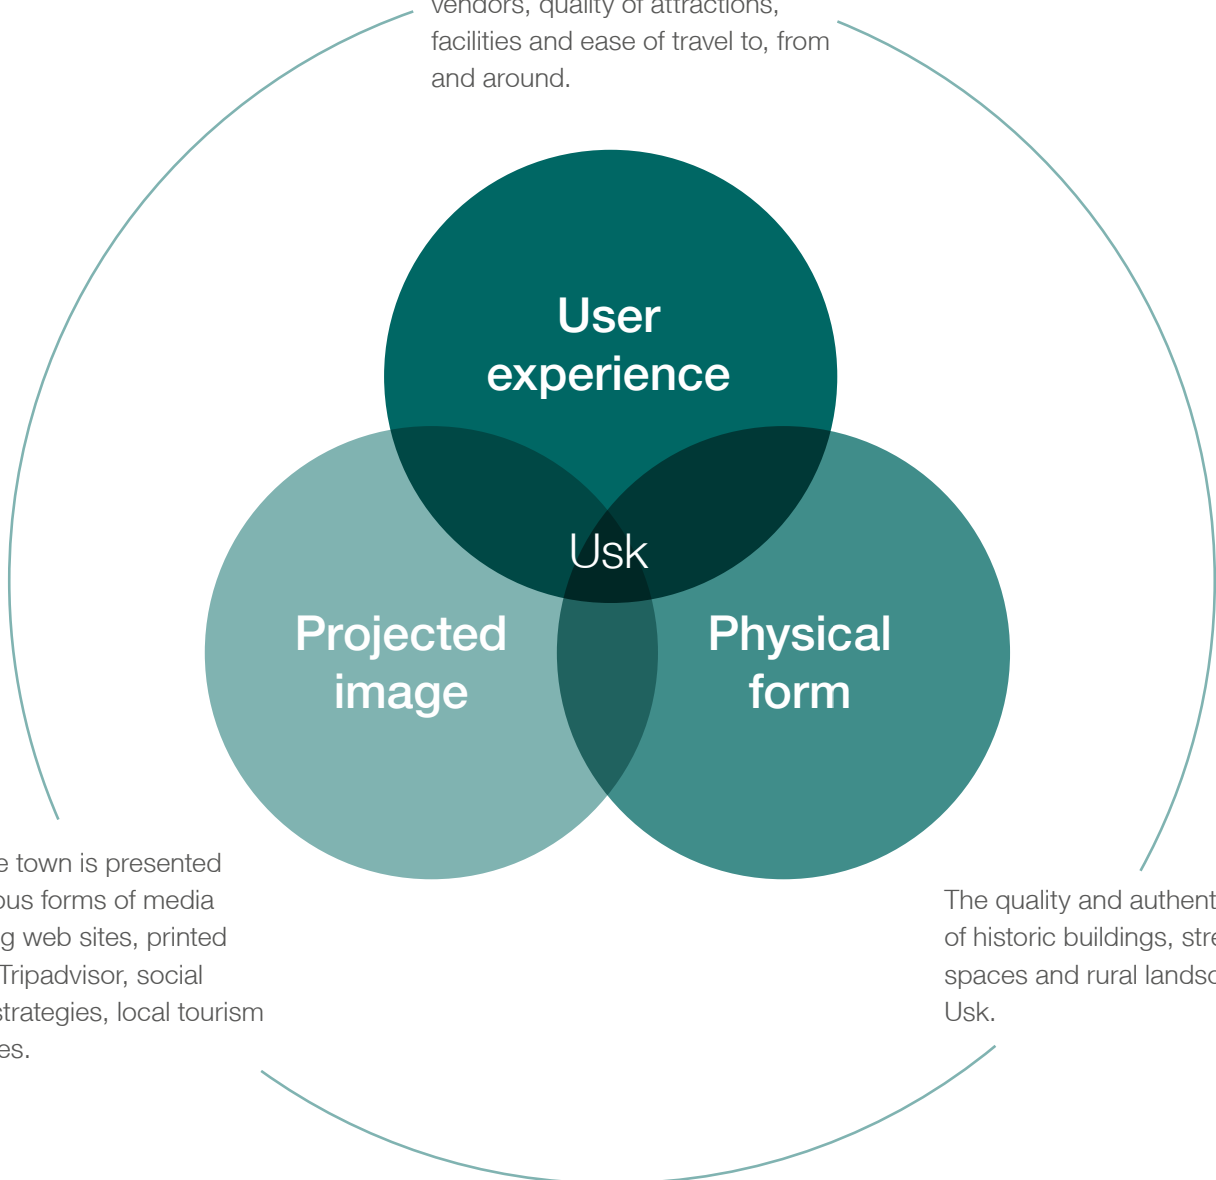 vendors, quality of attractions,
facilities and ease of travel to, from
and around.
User
experience
Usk
Projected
image
Physical
form
town is presented
forms of media
web sites, printed
Tripadvisor, social
strategies, local tourism
The quality and
of historic buildings,
spaces and rural
Usk.